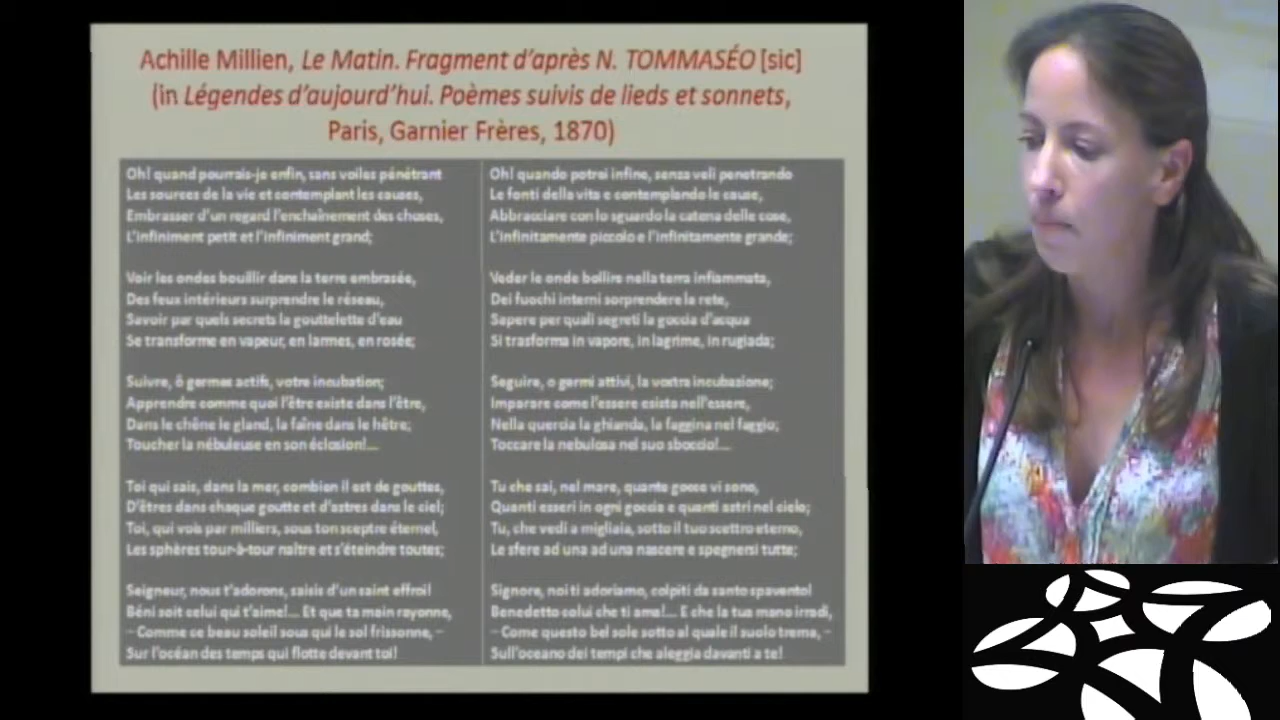 Achille Millien, Le Matin. Fragment d'après N. TOMMASÉO [sic]
(in Légendes d'aujourd'hui. Poèmes suivis de lieds et sonnets,
Paris, Garnier Frères, 1870)
Oh! quand pourrais-je enfin, sans voiles pénétrant
Les sources de la vie et contemplant les causes,
Embrasser d'un regard l'enchaînement des choses,
L'infiniment petit et l'infiniment grand;
Voir les ondes bouillir dans la terre embrasée,
Des feux intérieurs surprendre le réseau,
Savoir par quels secrets la gouttelette d'eau
Se transforme en vapeur, en larmes, en rosée;
Suivre, ô germes actifs, votre incubation;
Apprendre comme quoi l'être existe dans l'être,
Dans le chêne le gland, la faîne dans le hêtre;
Toucher la nébuleuse en son éclosion!...
Toi qui sais, dans la mer, combien il est de gouttes,
D'êtres dans chaque goutte et d'astres dans le ciel;
Toi, qui vois par milliers, sous ton sceptre éternel,
Les sphères tour-à-tour naître et s'éteindre toutes;
Seigneur, nous t'adorons, saisis d'un saint effroi!
Béni soit celui qui t'aime!... Et que ta main rayonne,
– Comme ce beau soleil sous qui le sol frissonne, –
Sur l'océan des temps qui flotte devant toi!
Oh! quando potrei infine, senza veli penetrando
Le fonti della vita e contemplando le cause,
Abbracciare con lo sguardo la catena delle cose,
L'infinitamente piccolo e l'infinitamente grande;
Veder le onde bollire nella terra infiammata,
Dei fuochi interni sorprendere la rete,
Sapere per quali segreti la goccia d'acqua
Si trasforma in vapore, in lagrime, in rugiada;
Seguire, o germi attivi, la vostra incubazione;
Imparare come l'essere esista nell'essere,
Nella quercia la ghianda, la faggina nel faggio;
Toccare la nebulosa nel suo sboccio!...
Tu che sai, nel mare, quante gocce vi sono,
Quanti esseri in ogni goccia e quanti astri nel cielo;
Tu, che vedi a migliaia, sotto il tuo scettro eterno,
Le sfere ad una ad una nascere e spegnersi tutte;
Signore, noi ti adoriamo, colpiti da santo spavento!
Benedetto colui che ti ama!... E che la tua mano irradi,
– Come questo bel sole sotto al quale il suolo trema, –
Sull'oceano dei tempi che aleggia davanti a te!